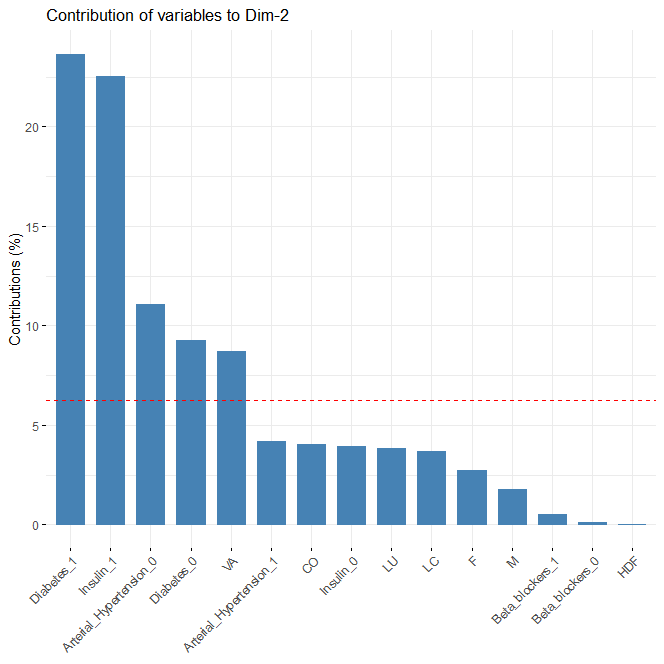 Contribution of variables to Dim-2
Contributions (%)
20
15
10
5
0
Diabetes_1
Insulin_1
Arterial_Hypertension_0
Diabetes_0
VA
Arterial_Hypertension_1
CO
Insulin_0
LU
LC
F
M
Beta_blockers_1
Beta_blockers_0
HDF